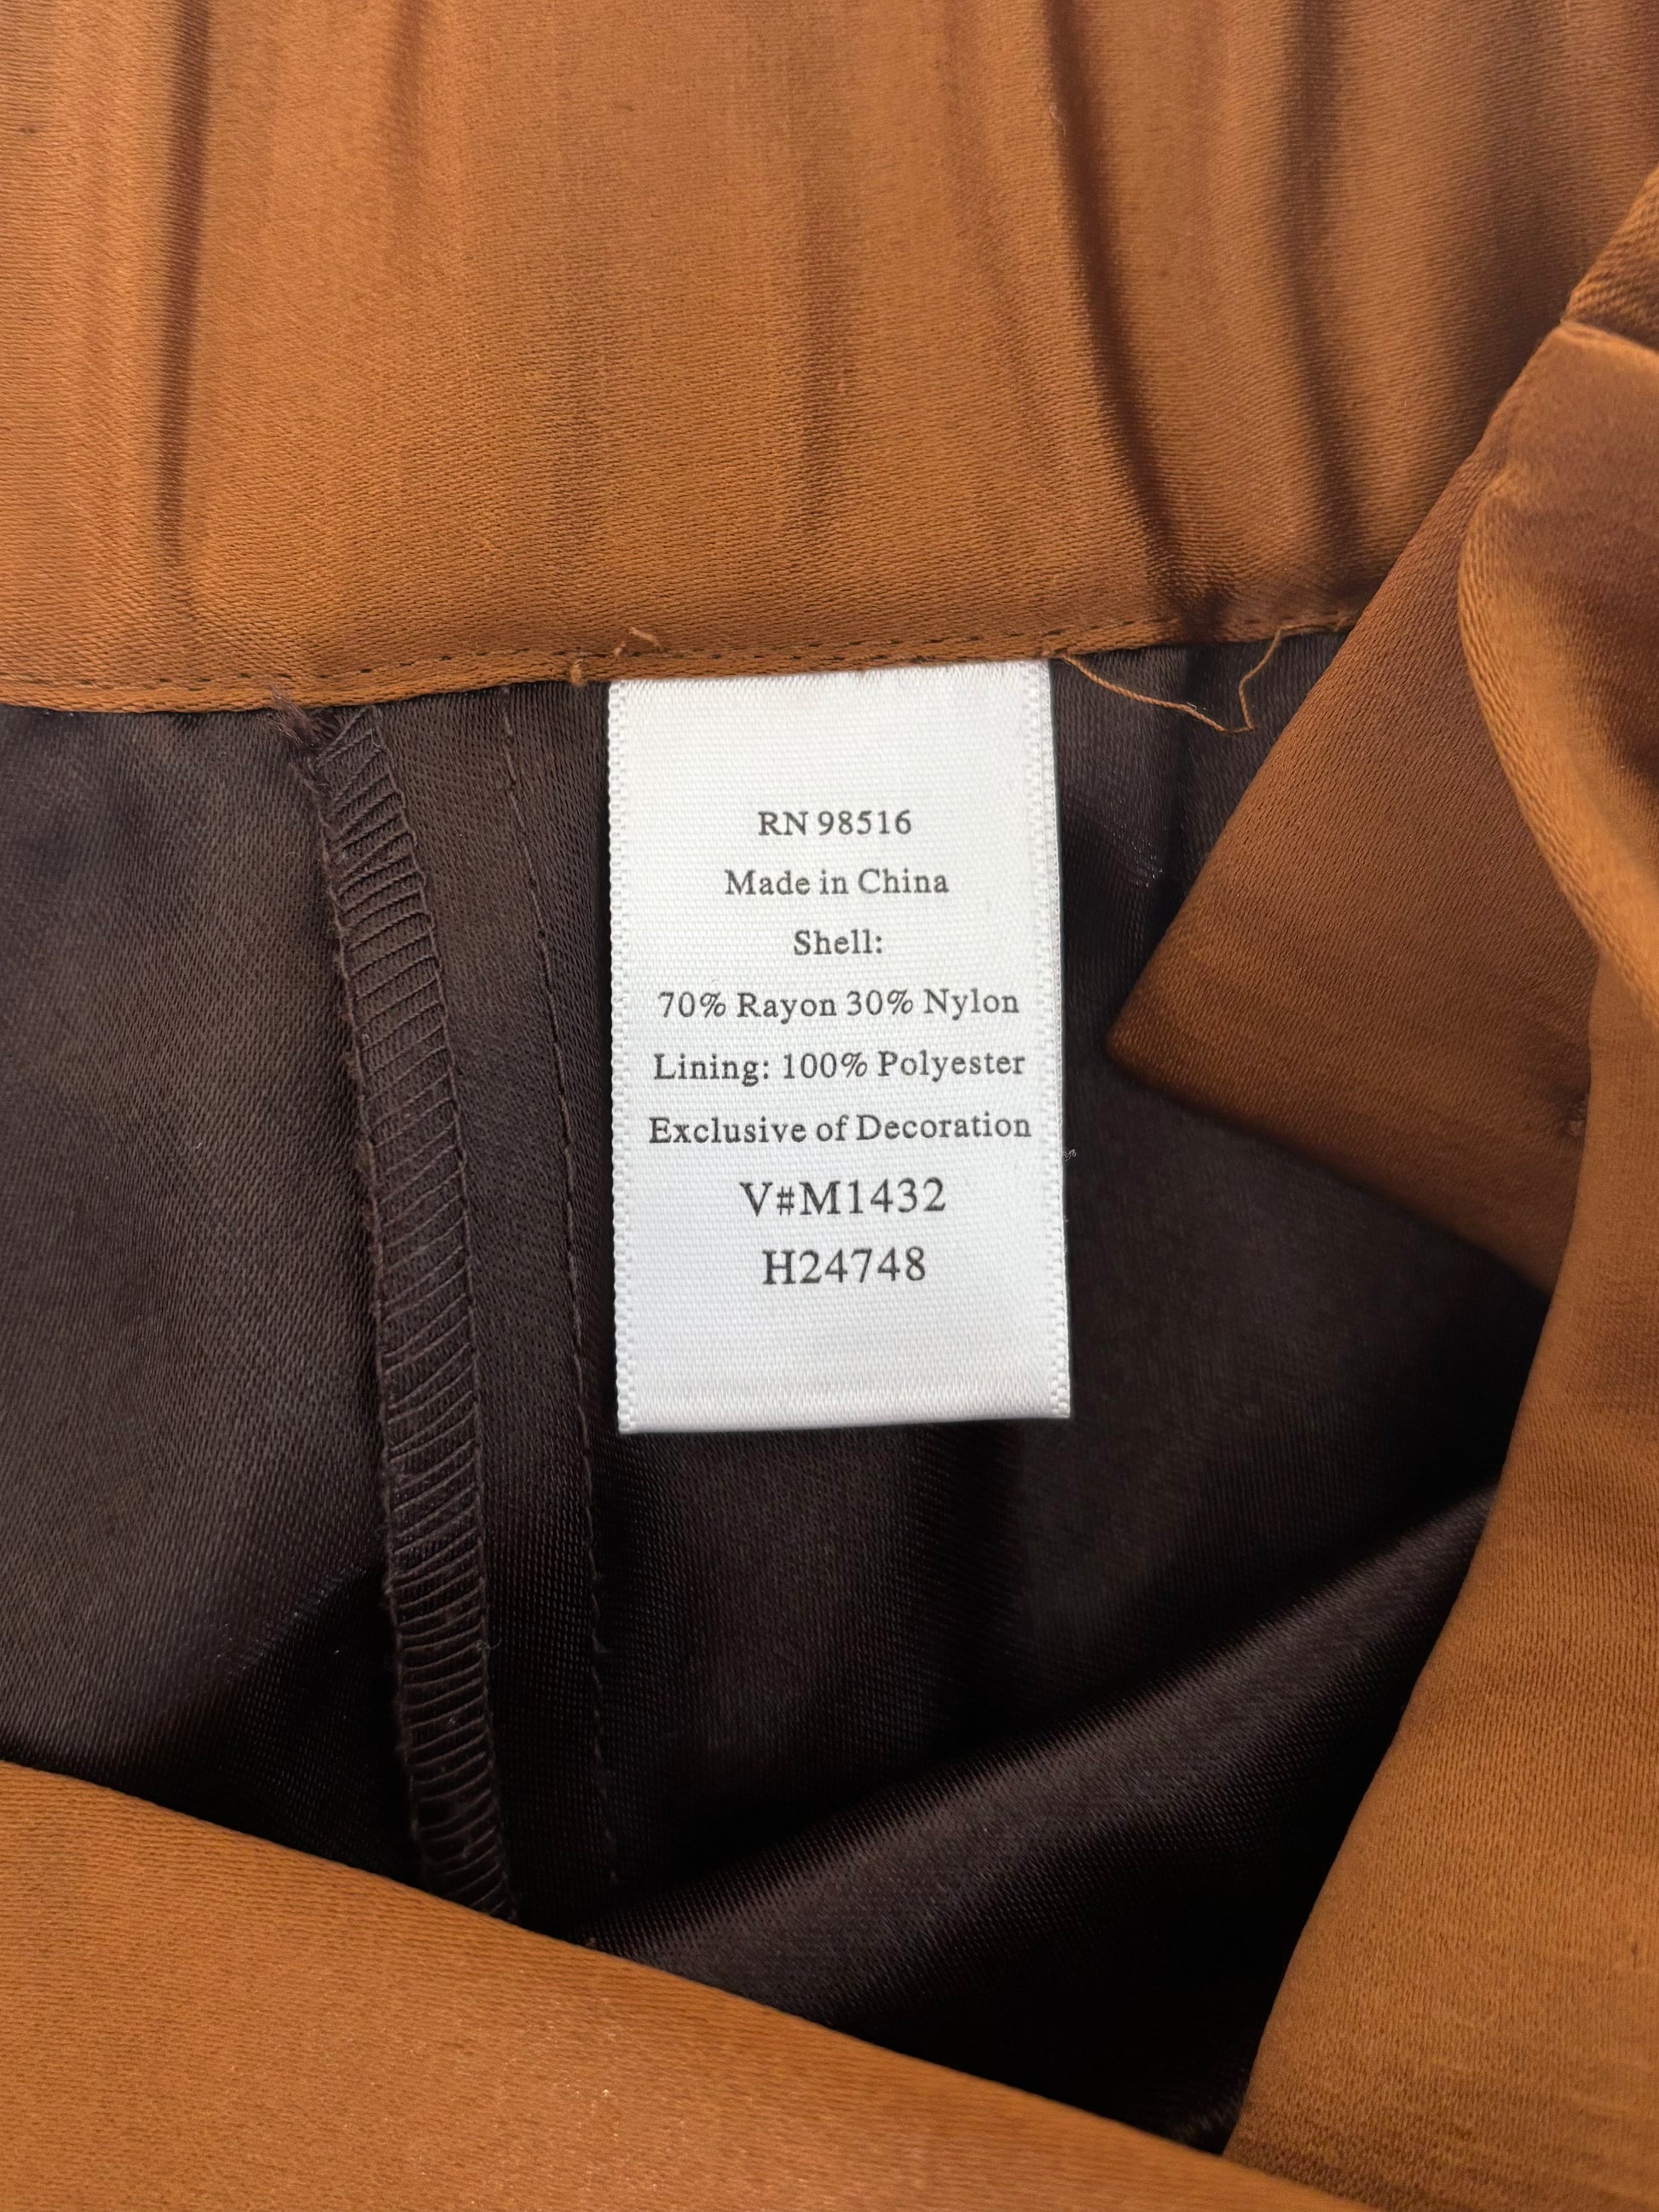 RN 98516
Made in China
Shell:
70% Rayon 30% Nylon
Lining: 100% Polyester
Exclusive of Decoration
V#M1432
H24748